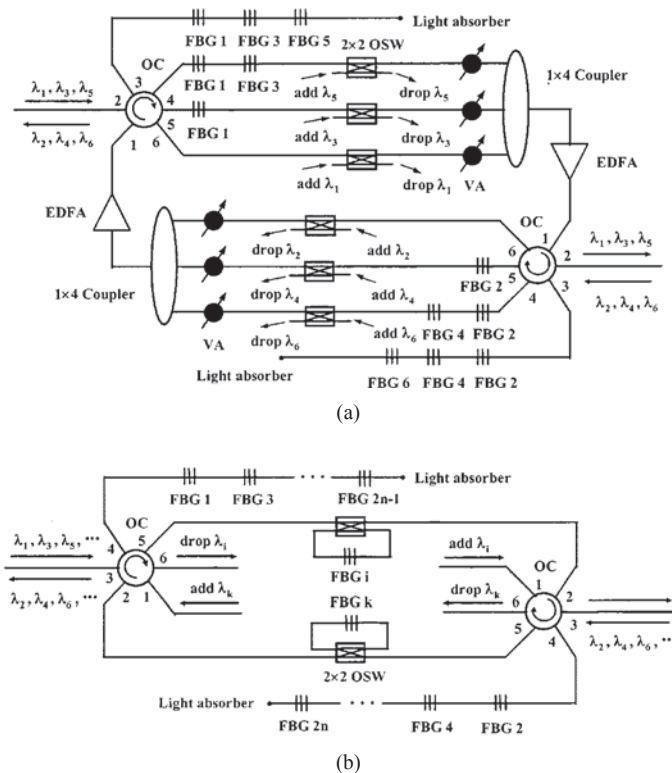 Light absorber
FBG 1 FBG 3 FBG 5
2×2 OSW
OC
1×4 Coupler
FBG 1 FBG 3
λ1, λ3, λ5
3
add λ5 drop λ5
2 4
FBG 1
λ2, λ4, λ6
5
add λ3 drop λ3
1 6
add λ1 drop λ1
VA
EDFA
EDFA
OC
1
drop λ2 add λ2
6 2
λ1, λ3, λ5
FBG 2
5 3
1×4 Coupler
drop λ4 add λ4
4
λ2, λ4, λ6
VA
drop λ6 add λ6 FBG 4 FBG 2
Light absorber
FBG 6 FBG 4 FBG 2
(a)
Light absorber
FBG 1 FBG 3 ··· FBG 2n-1
OC
λ1, λ3, λ5, ···
4 5
drop λi
add λi
OC
3 6
FBG i
1 2
λ2, λ4, λ6, ···
add λk
FBG k
drop λk
2 1
6 3
5 4
λ2, λ4, λ6, ··
2×2 OSW
Light absorber
··· 
FBG 2n FBG 4 FBG 2
(b)